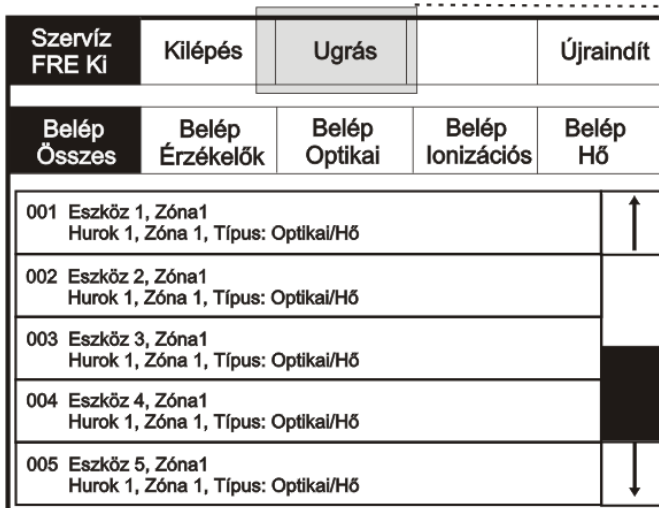 Szervíz
FRE Ki
Kilépés
Ugrás
Újraindít
Belép
Összes
Belép
Érzékelők
Belép
Optikai
Belép
Ionizációs
Belép
Hő
001 Eszköz 1, Zóna1
Hurok 1, Zóna 1, Típus: Optikai/Hő
002 Eszköz 2, Zóna1
Hurok 1, Zóna 1, Típus: Optikai/Hő
003 Eszköz 3, Zóna1
Hurok 1, Zóna 1, Típus: Optikai/Hő
004 Eszköz 4, Zóna1
Hurok 1, Zóna 1, Típus: Optikai/Hő
005 Eszköz 5, Zóna1
Hurok 1, Zóna 1, Típus: Optikai/Hő